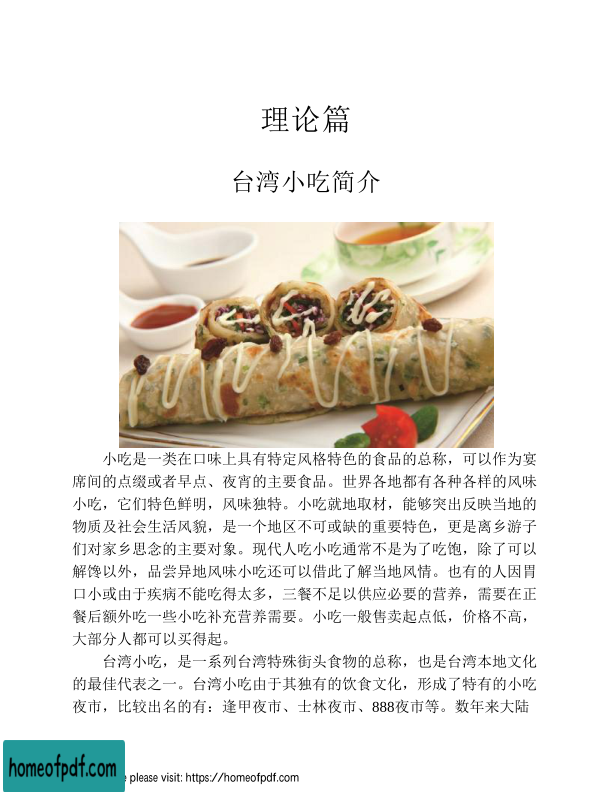 理论篇
台湾小吃简介
小吃是一类在口味上具有特定风格特色的食品的总称，可以作为宴
席间的点缀或者早点、夜宵的主要食品。世界各地都有各种各样的风味
小吃，它们特色鲜明，风味独特。小吃就地取材，能够突出反映当地的
物质及社会生活风貌，是一个地区不可或缺的重要特色，更是离乡游子
们对家乡思念的主要对象。现代人吃小吃通常不是为了吃饱，除了可以
解馋以外，品尝异地风味小吃还可以借此了解当地风情。也有的人因胃
口小或由于疾病不能吃得太多，三餐不足以供应必要的营养，需要在正
餐后额外吃一些小吃补充营养需要。小吃一般售卖起点低，价格不高，
大部分人都可以买得起。
台湾小吃，是一系列台湾特殊街头食物的总称，也是台湾本地文化
的最佳代表之一。台湾小吃由于其独有的饮食文化，形成了特有的小吃
夜市，比较出名的有：逢甲夜市、士林夜市、888夜市等。数年来大陆
homeofpdf.com
e please visit: https://homeofpdf.com